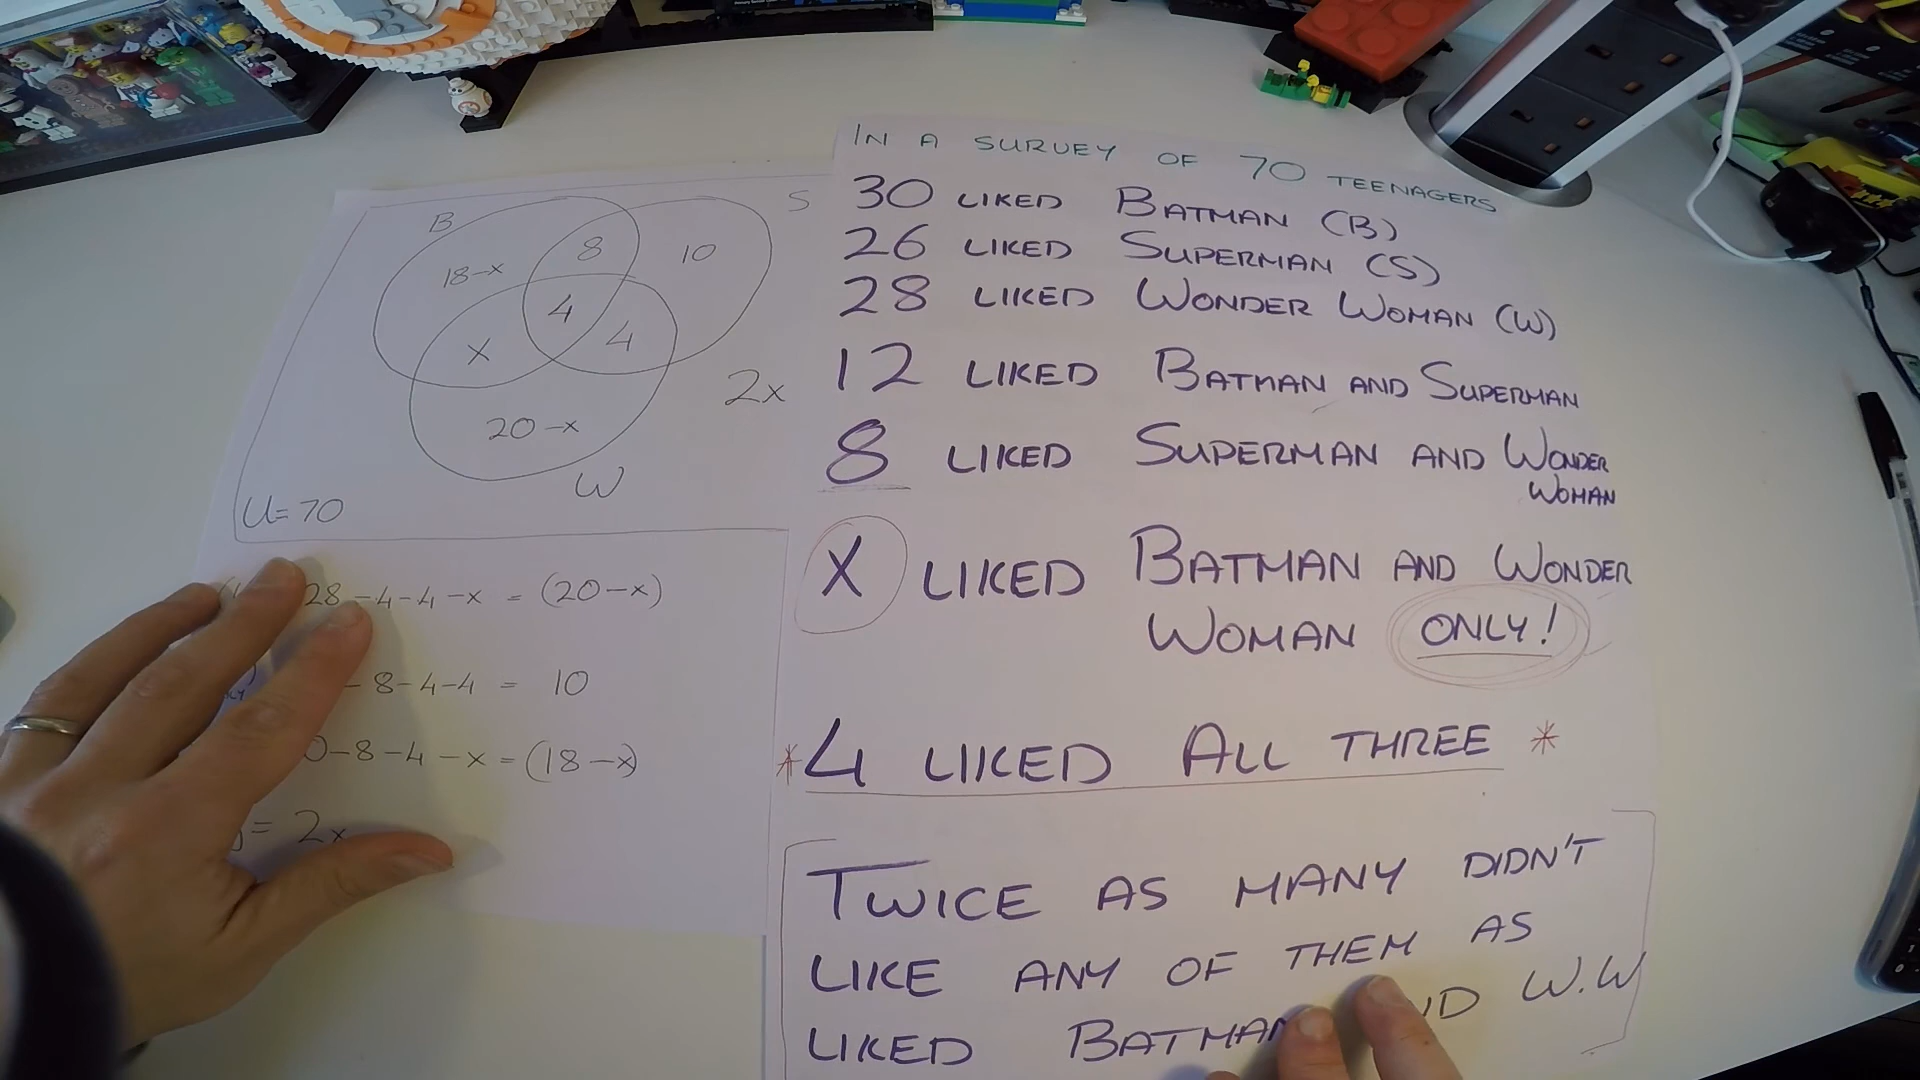 B
S
18-x
8
10
4
x
4
20-x
2x
W
U=70
28-4-4-x = (20-x)
-8-4-4 = 10
0-8-4-x=(18-x)
= 2x
IN A SURVEY OF 70 TEENAGERS
30 LIKED BATMAN (B)
26 LIKED SUPERMAN (S)
28 LIKED WONDER WOMAN (W)
12 LIKED BATMAN AND SUPERMAN
8 LIKED SUPERMAN AND WONDER
WOMAN
X LIKED BATMAN AND WONDER
WOMAN ONLY!
*4 LIKED ALL THREE *
TWICE AS MANY DIDN'T
LIKE ANY OF THEM AS
LIKED BATMAN W.W